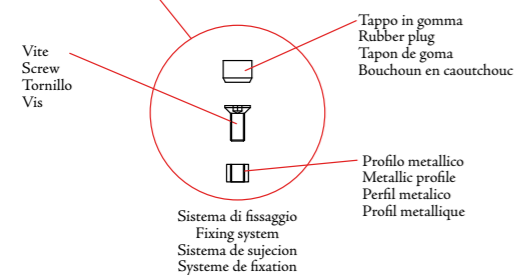 Tappo in gomma
Rubber plug
Tapon de goma
Bouchoun en caoutchouc
Vite
Screw
Tornillo
Vis
Profilo metallico
Metallic profile
Perfil metalico
Profil metallique
Sistema di fissaggio
Fixing system
Sistema de sujecion
Systeme de fixation